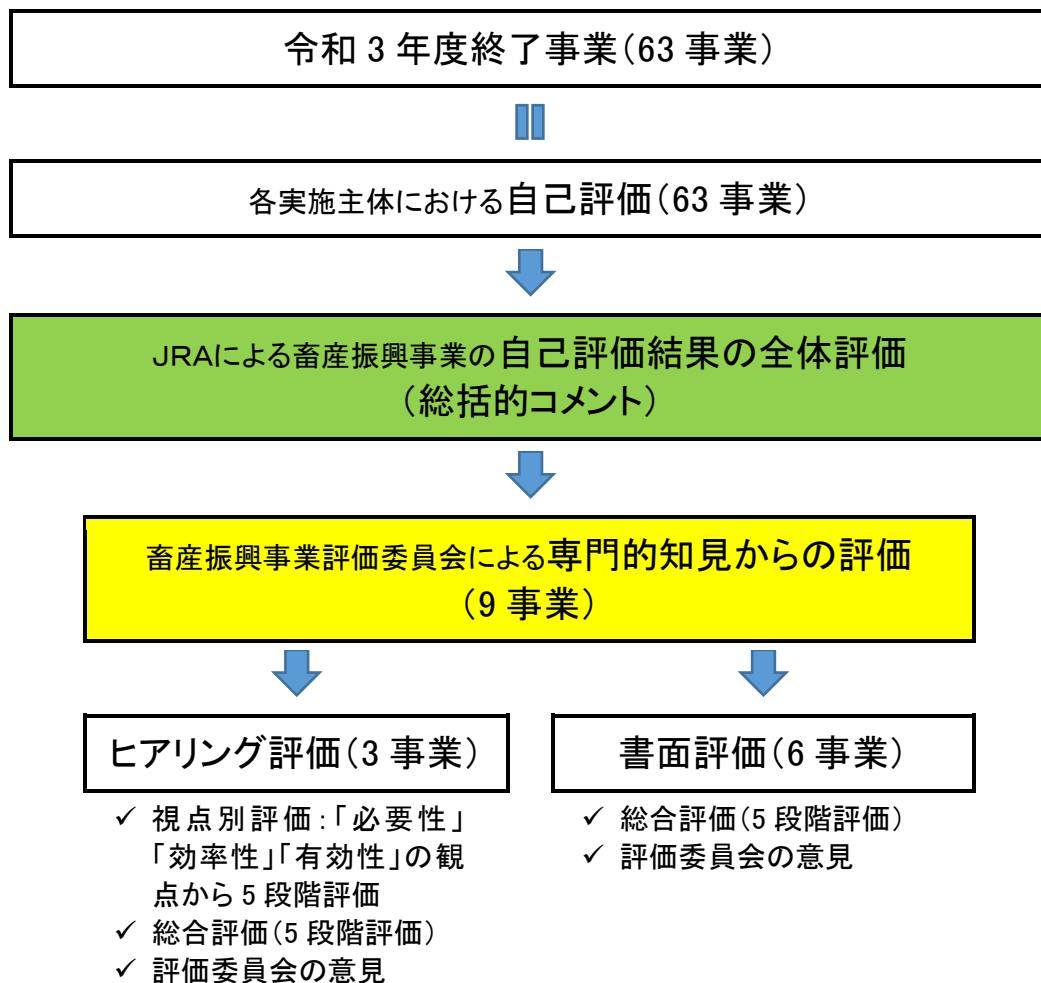 令和 3 年度終了事業(63 事業)
各実施主体における自己評価(63 事業)
JRAによる畜産振興事業の自己評価結果の全体評価
(総括的コメント)
畜産振興事業評価委員会による専門的知見からの評価
(9 事業)
ヒアリング評価(3 事業)
✓ 視点別評価:「必要性」
「効率性」「有効性」の観
点から 5 段階評価
✓ 総合評価(5 段階評価)
✓ 評価委員会の意見
書面評価(6 事業)
✓ 総合評価(5 段階評価)
✓ 評価委員会の意見